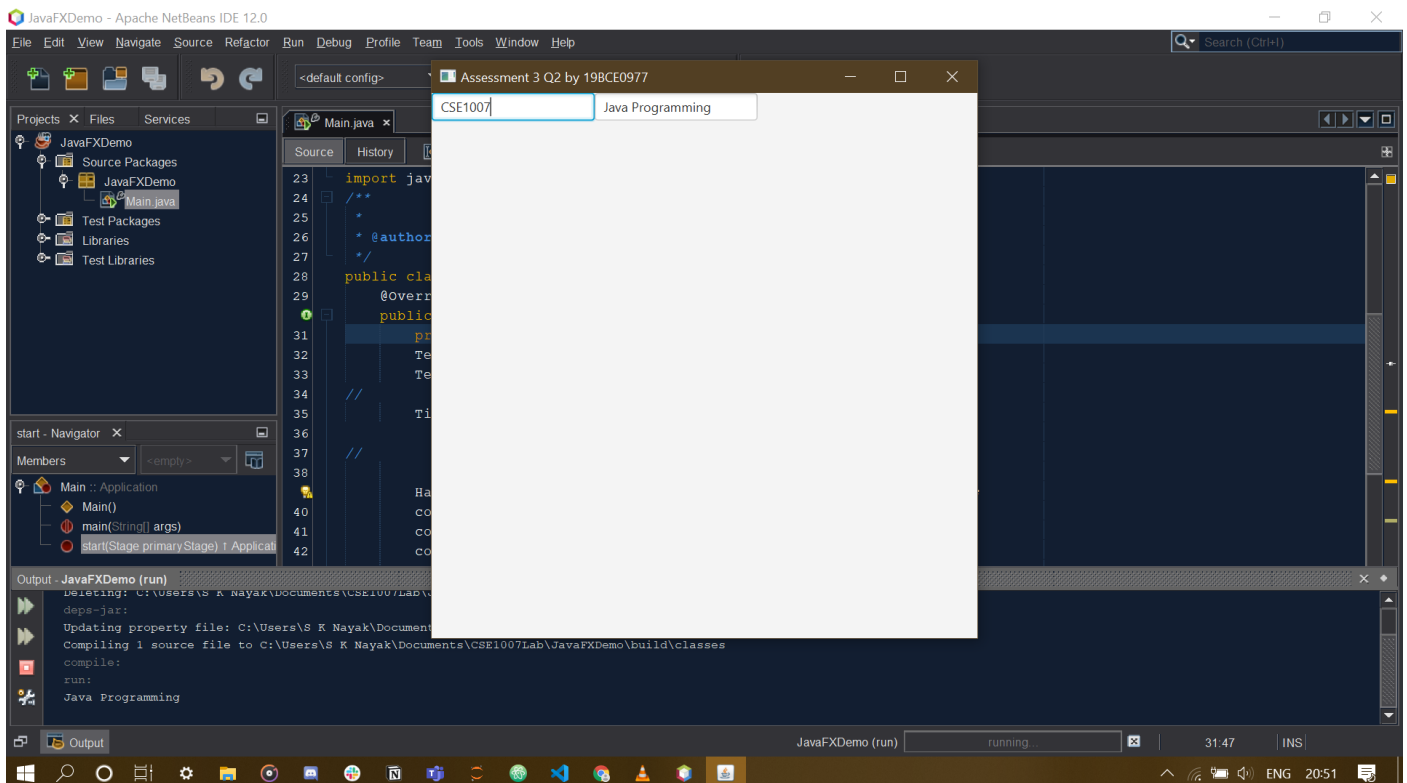 JavaFXDemo - Apache NetBeans IDE 12.0
File Edit View Navigate Source Refactor Run Debug Profile Team Tools Window Help
Search (Ctrl+I)
<default config>
Assessment 3 Q2 by 19BCE0977
CSE1007 Java Programming
Projects Files Services
JavaFXDemo
Source Packages
JavaFXDemo
Main.java
Test Packages
Libraries
Test Libraries
Main.java
Source History
23 import jav
24 /**
25 *
26 * @author
27 */
28 public cla
29 @Overr
public
31 pr
32 Te
33 Te
34 //
35 Ti
36
37 //
38
Ha
40 co
41 co
42 co
start - Navigator
Members <empty>
Main :: Application
Main()
main(String[] args)
start(Stage primaryStage) ↑ Applicati
Output - JavaFXDemo (run)
Deleting: C:\Users\S K Nayak\Documents\CSE1007Lab\J
deps-jar:
Updating property file: C:\Users\S K Nayak\Document
Compiling 1 source file to C:\Users\S K Nayak\Documents\CSE1007Lab\JavaFXDemo\build\classes
compile:
run:
Java Programming
Output
JavaFXDemo (run) running... 31:47 INS
ENG 20:51